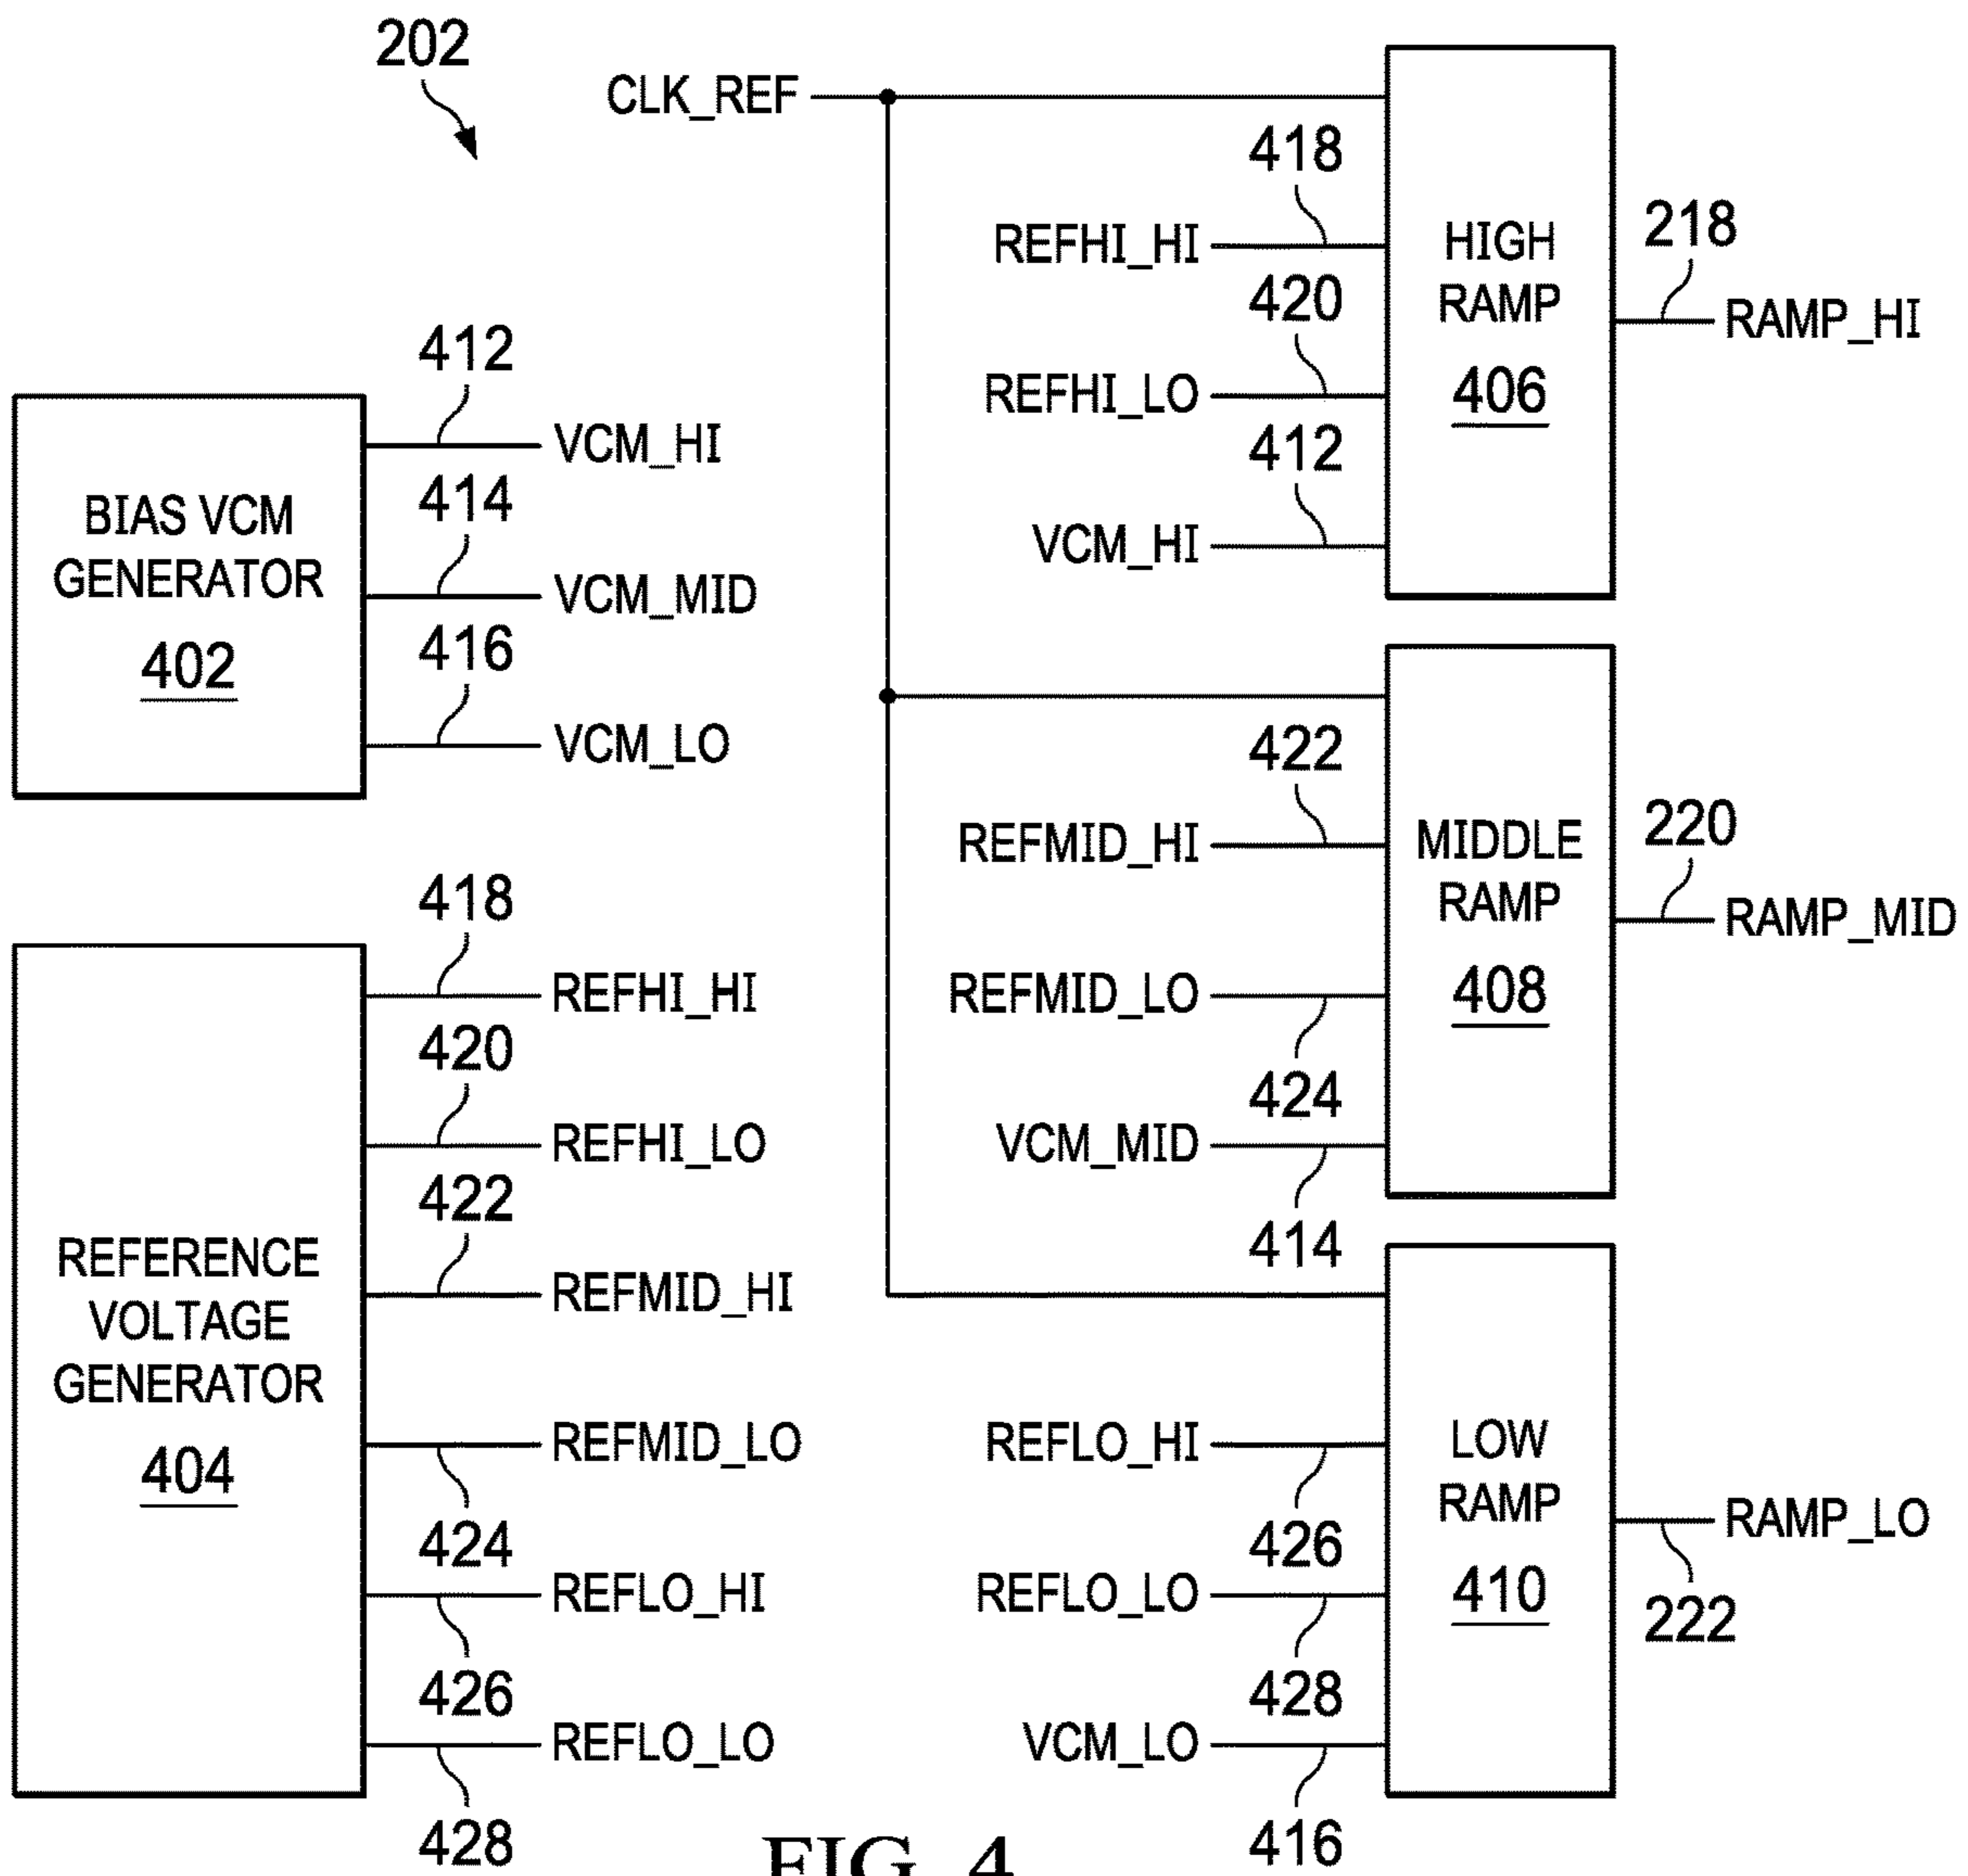 202
CLK_REF
418
REFHI_HI
420
REFHI_LO
412
VCM_HI
HIGH
RAMP
406
218
RAMP_HI
412
VCM_HI
414
VCM_MID
416
VCM_LO
BIAS VCM
GENERATOR
402
422
REFMID_HI
REFMID_LO
424
VCM_MID
414
MIDDLE
RAMP
408
220
RAMP_MID
418
REFHI_HI
420
REFHI_LO
422
REFMID_HI
REFMID_LO
424
REFLO_HI
426
REFLO_LO
428
REFERENCE
VOLTAGE
GENERATOR
404
REFLO_HI
426
REFLO_LO
428
VCM_LO
416
LOW
RAMP
410
RAMP_LO
222
FIG. 4